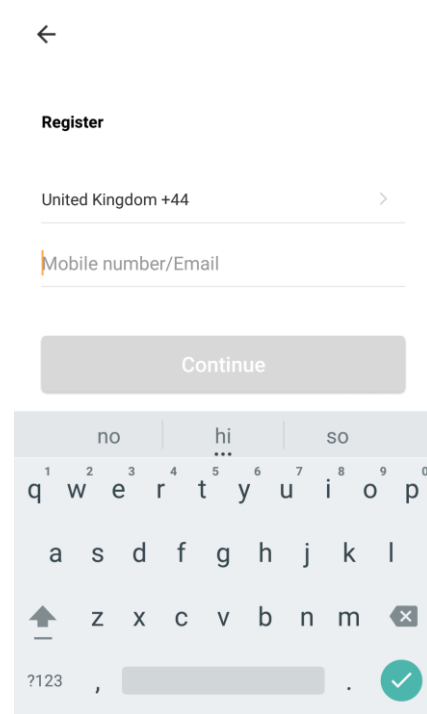 Register
United Kingdom +44
Mobile number/Email
Continue
no hi so
1 2 3 4 5 6 7 8 9 0
q w e r t y u i o p
a s d f g h j k l
z x c v b n m
?123 , .